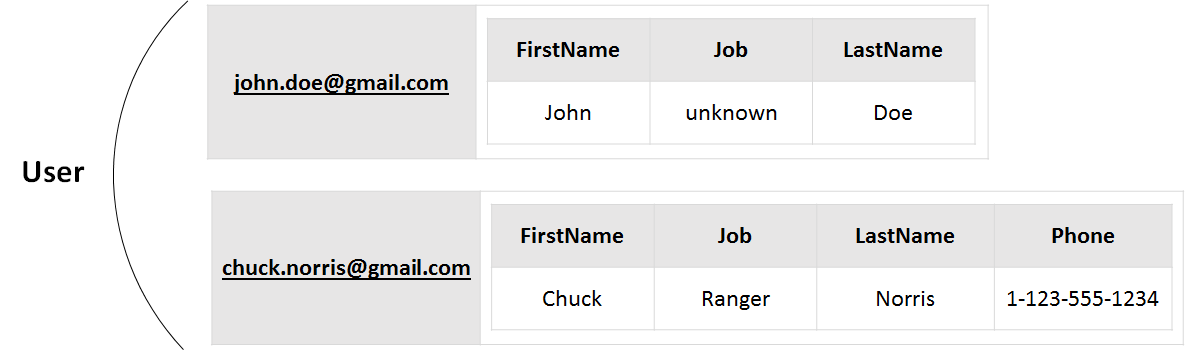 FirstName Job LastName
john.doe@gmail.com
John unknown Doe
User
FirstName Job LastName Phone
chuck.norris@gmail.com
Chuck Ranger Norris 1-123-555-1234